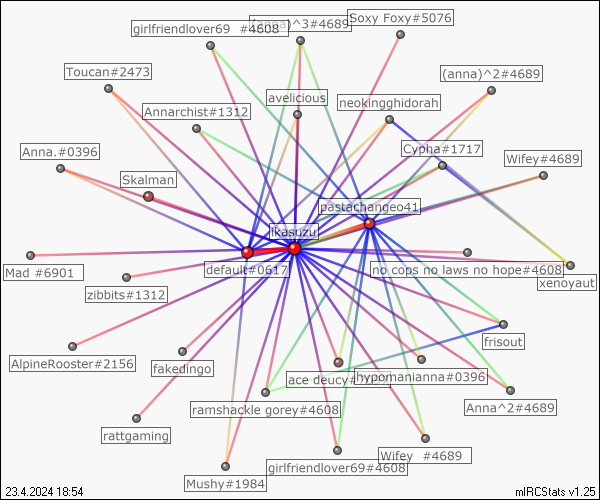 Soxy Foxy#5076
(anna)^3#4689
girlfriendlover69 #4608
Toucan#2473
(anna)^2#4689
avelicious
neokingghidorah
Annarchist#1312
Cypha#1717
Anna.#0396
Wifey#4689
Skalman
pastachangeo41
likasuzu
default#0617
no cops no laws no hope#4608
Mad #6901
xenoyaut
zibbits#1312
frisout
AlpineRooster#2156
fakedingo
ace deucy#
hypomanianna#0396
ramshackle gorey#4608
Anna^2#4689
rattgaming
Wifey #4689
girlfriendlover69#4608
Mushy#1984
23.4.2024 18:54
mIRCStats v1.25